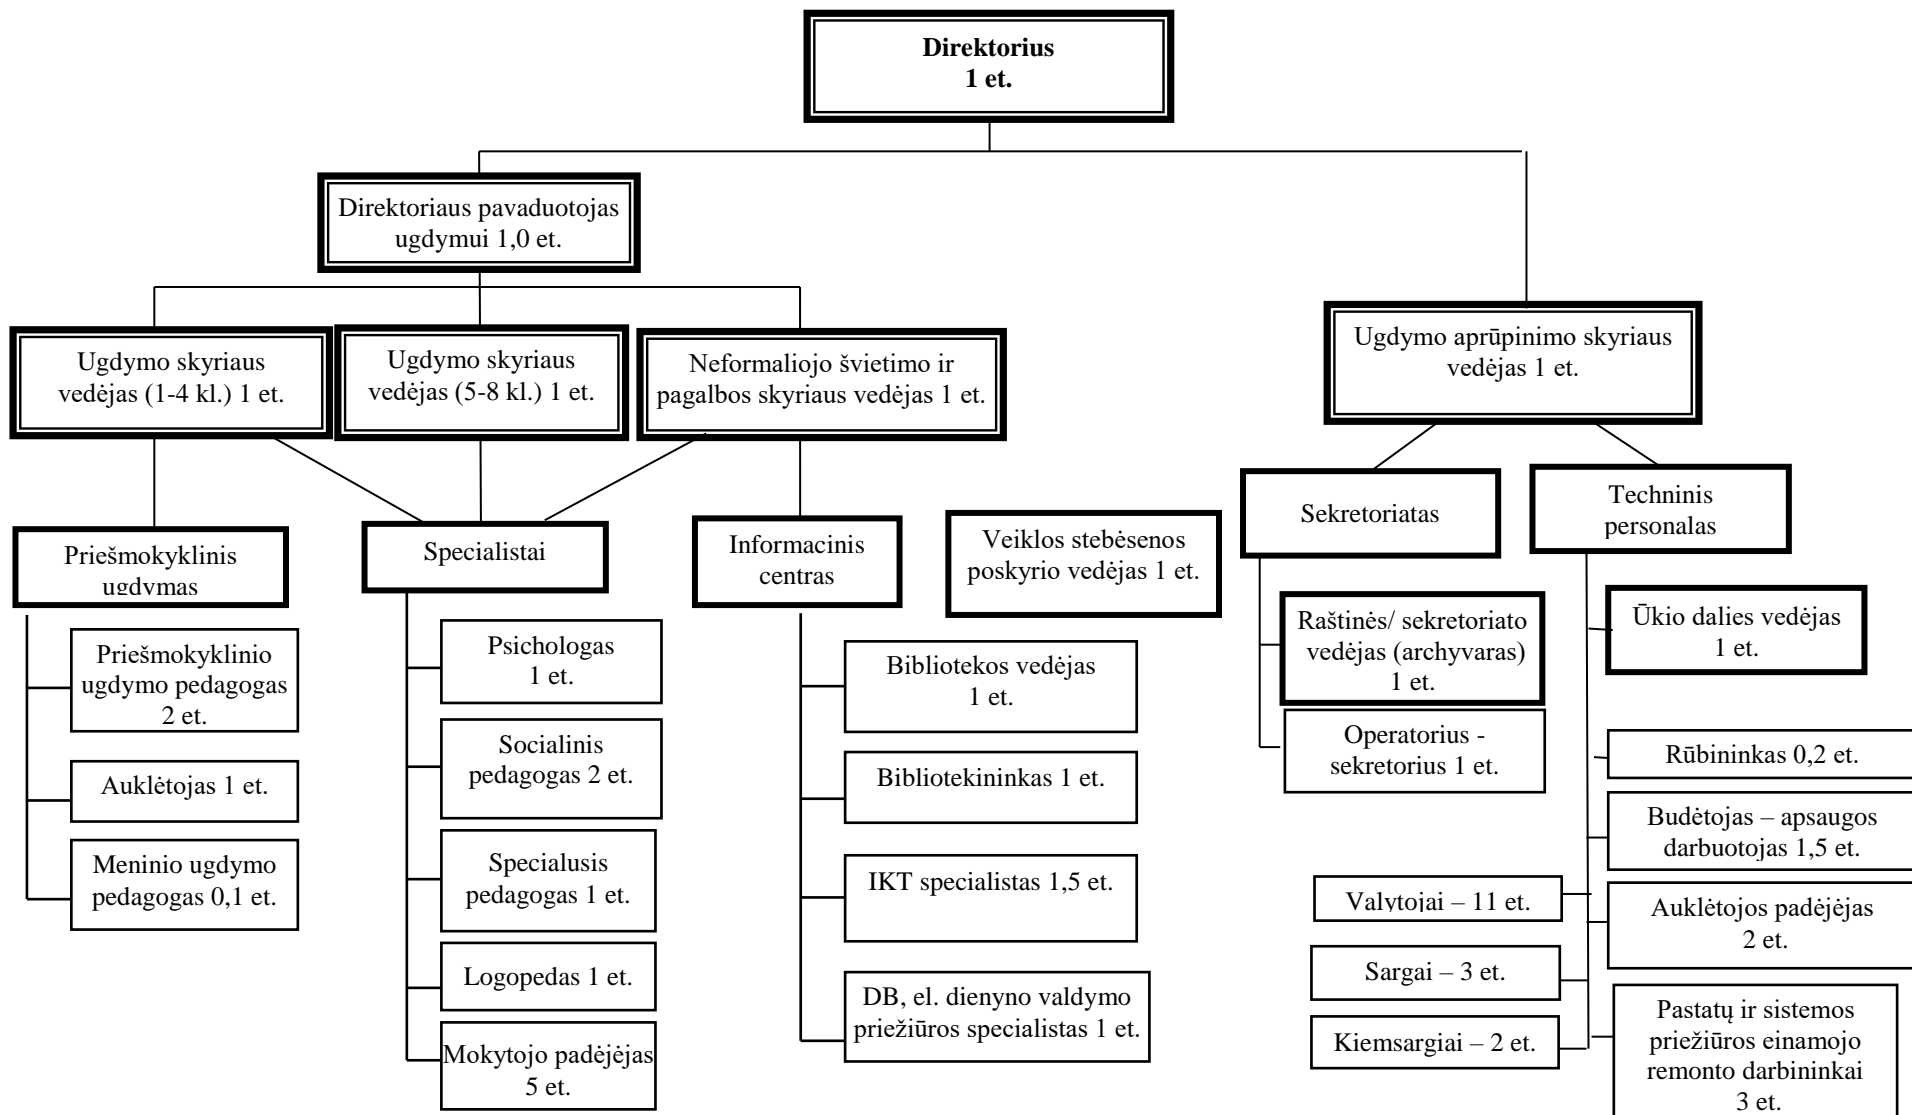 Direktorius
1 et.
Direktoriaus pavaduotojas
ugdymui 1,0 et.
Ugdymo skyriaus
vedėjas (1-4 kl.) 1 et.
Ugdymo skyriaus
vedėjas (5-8 kl.) 1 et.
Neformaliojo švietimo ir
pagalbos skyriaus vedėjas 1 et.
Ugdymo aprūpinimo skyriaus
vedėjas 1 et.
Priešmokyklinis
ugdymas
Specialistai
Informacinis
centras
Veiklos stebėsenos
poskyrio vedėjas 1 et.
Sekretoriatas
Techninis
personalas
Priešmokyklinio
ugdymo pedagogas
2 et.
Auklėtojas 1 et.
Meninio ugdymo
pedagogas 0,1 et.
Psichologas
1 et.
Socialinis
pedagogas 2 et.
Specialusis
pedagogas 1 et.
Logopedas 1 et.
Mokytojo padėjėjas
5 et.
Bibliotekos vedėjas
1 et.
Bibliotekininkas 1 et.
IKT specialistas 1,5 et.
DB, el. dienyno valdymo
priežiūros specialistas 1 et.
Raštinės/ sekretoriato
vedėjas (archyvaras)
1 et.
Operatorius -
sekretorius 1 et.
Ūkio dalies vedėjas
1 et.
Rūbininkas 0,2 et.
Budėtojas – apsaugos
darbuotojas 1,5 et.
Valytojai – 11 et.
Auklėtojos padėjėjas
2 et.
Sargai – 3 et.
Kiemsargiai – 2 et.
Pastatų ir sistemos
priežiūros einamojo
remonto darbininkai
3 et.